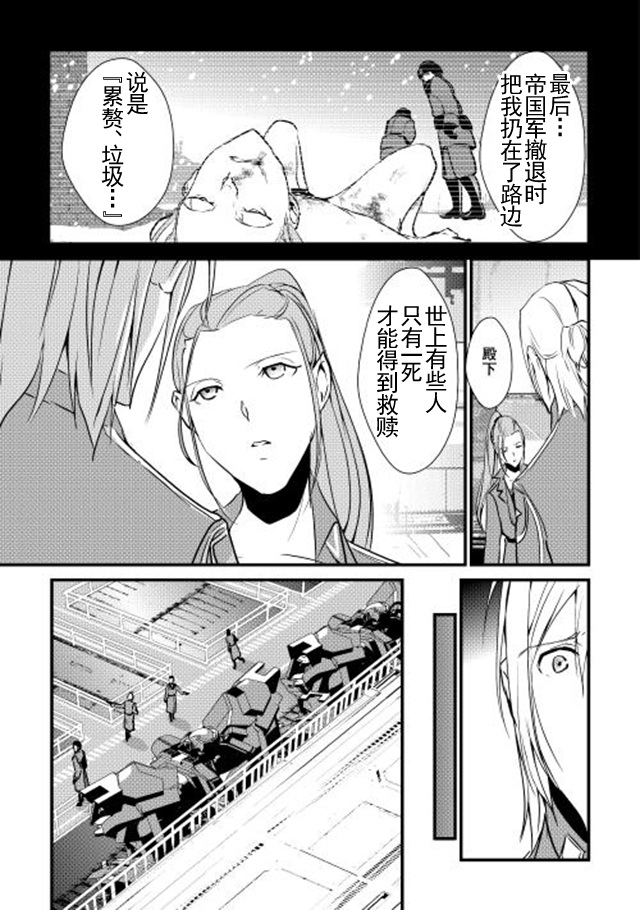 最后…
帝国军撤退时
把我扔在了路边
说是
『累赘、垃圾…』
殿下
世上有些人
只有一死
才能得到救赎